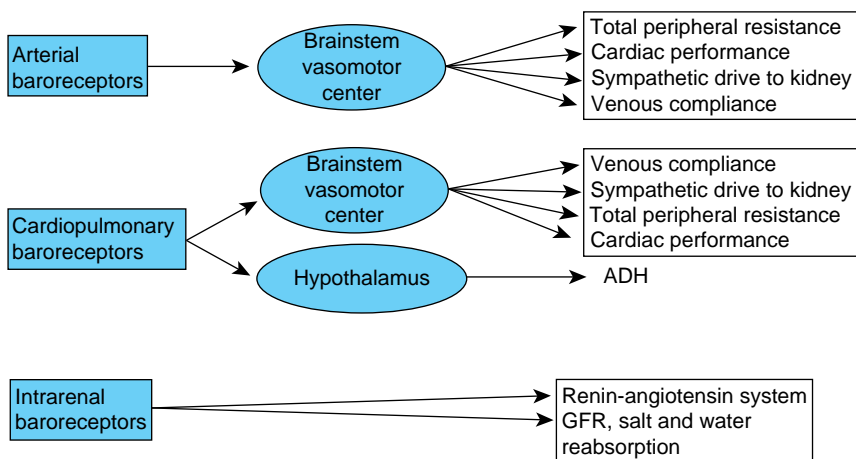 Arterial
baroreceptors
Brainstem
vasomotor
center
Total peripheral resistance
Cardiac performance
Sympathetic drive to kidney
Venous compliance
Cardiopulmonary
baroreceptors
Brainstem
vasomotor
center
Venous compliance
Sympathetic drive to kidney
Total peripheral resistance
Cardiac performance
Hypothalamus
ADH
Intrarenal
baroreceptors
Renin-angiotensin system
GFR, salt and water
reabsorption